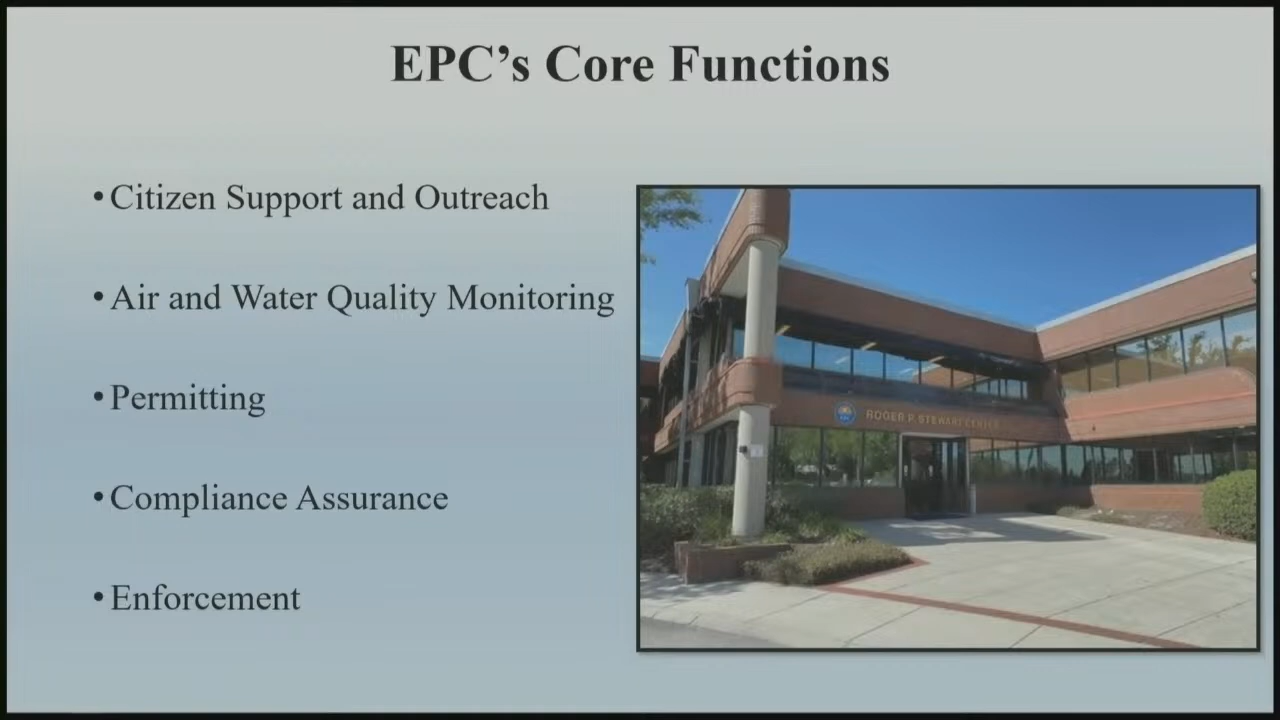 EPC’s Core Functions
•Citizen Support and Outreach
•Air and Water Quality Monitoring
•Permitting
•Compliance Assurance
•Enforcement
ROGER P. STEWART CENTER